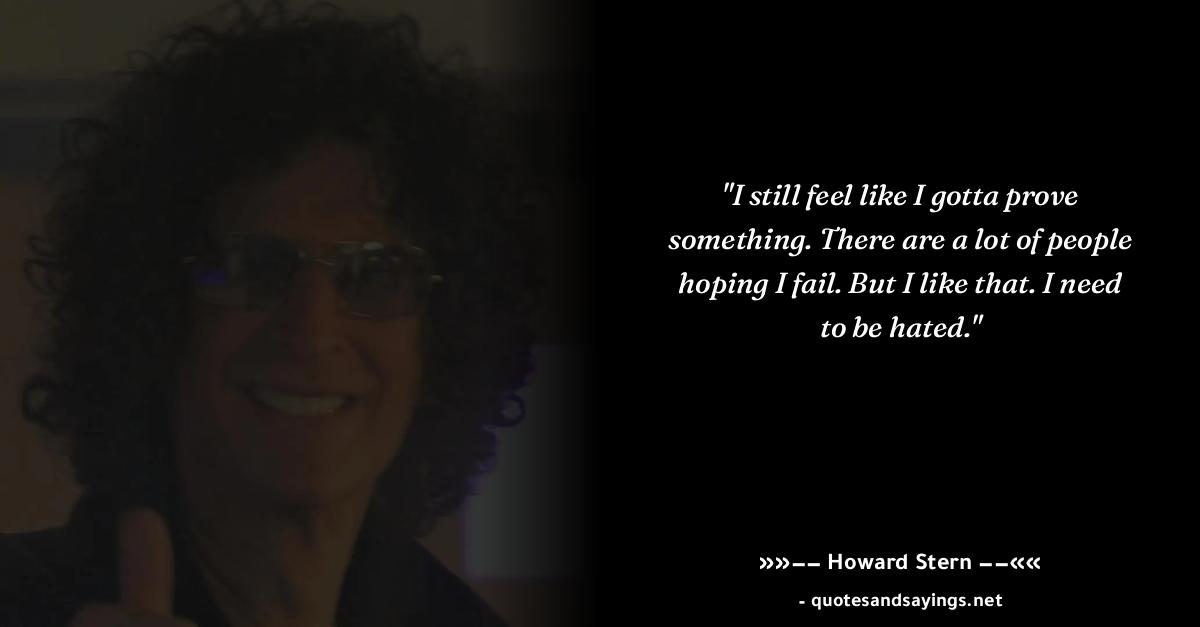 "I still feel like I gotta prove
something. There are a lot of people
hoping I fail. But I like that. I need
to be hated."
»»−− Howard Stern −−««
- quotesandsayings.net